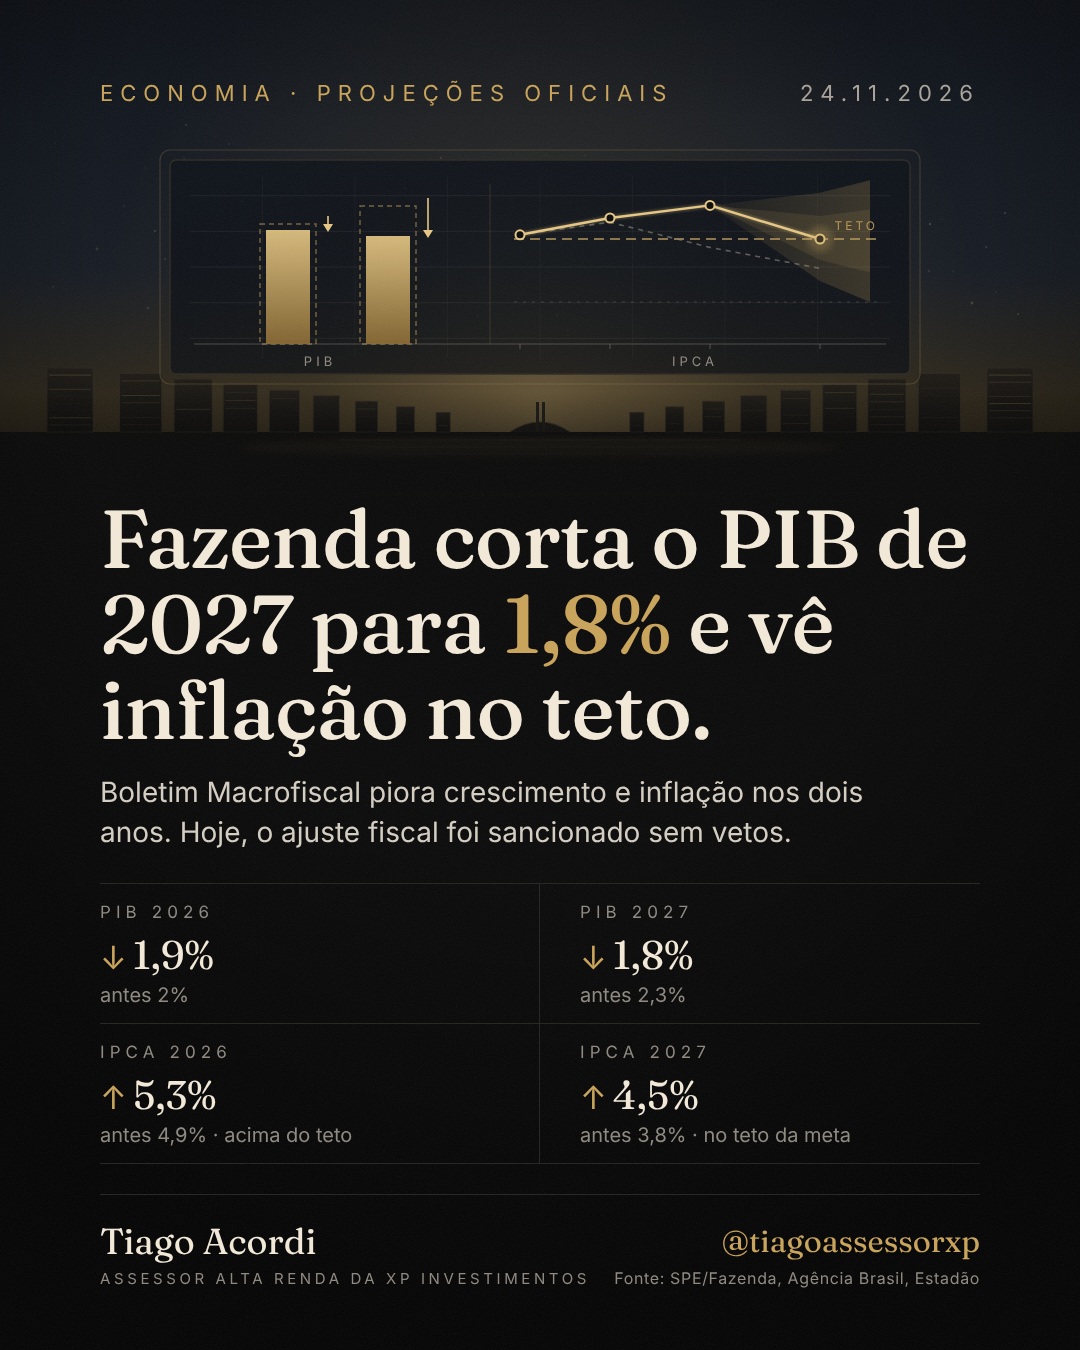 ECONOMIA · PROJEÇÕES OFICIAIS
24.11.2026
TETO
PIB
IPCA
Fazenda corta o PIB de
2027 para 1,8% e vê
inflação no teto.
Boletim Macrofiscal piora crescimento e inflação nos dois
anos. Hoje, o ajuste fiscal foi sancionado sem vetos.
PIB 2026
↓ 1,9%
antes 2%
PIB 2027
↓ 1,8%
antes 2,3%
IPCA 2026
↑ 5,3%
antes 4,9% · acima do teto
IPCA 2027
↑ 4,5%
antes 3,8% · no teto da meta
Tiago Acordi
ASSESSOR ALTA RENDA DA XP INVESTIMENTOS
@tiagoassessorxp
Fonte: SPE/Fazenda, Agência Brasil, Estadão